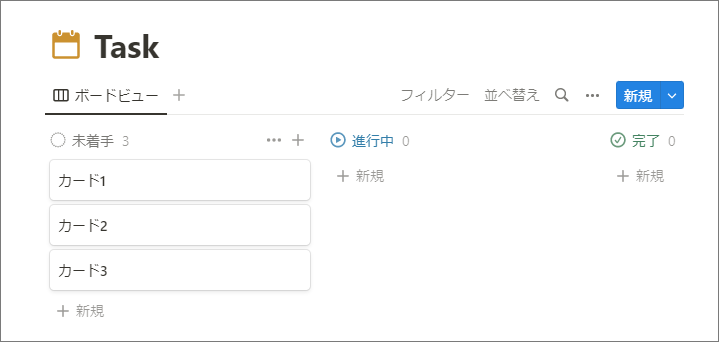 Task
ボードビュー フィルター 並べ替え 新規
未着手 3 進行中 0 完了 0
カード1 新規 新規
カード2
カード3
新規